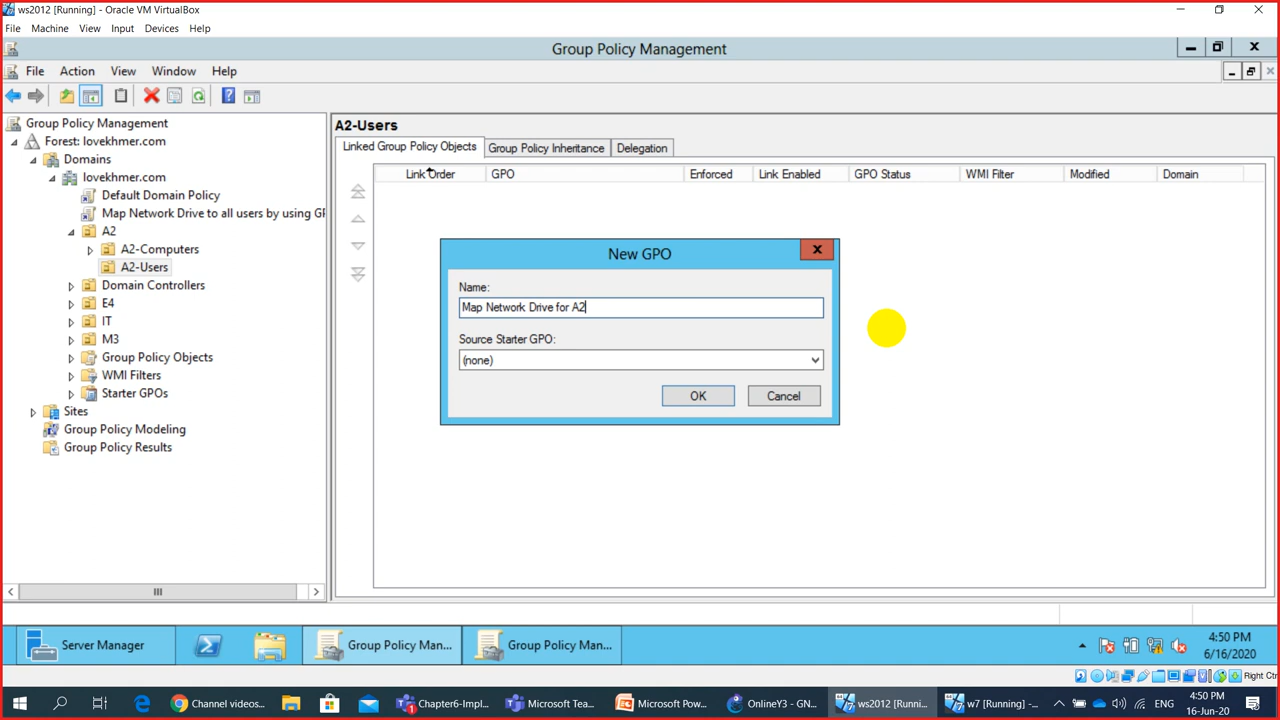 ws2012 [Running] - Oracle VM VirtualBox
File Machine View Input Devices Help
Group Policy Management
File Action View Window Help
Group Policy Management
Forest: lovekhmer.com
Domains
lovekhmer.com
Default Domain Policy
Map Network Drive to all users by using GP
A2
A2-Computers
A2-Users
Domain Controllers
E4
IT
M3
Group Policy Objects
WMI Filters
Starter GPOs
Sites
Group Policy Modeling
Group Policy Results
A2-Users
Linked Group Policy Objects Group Policy Inheritance Delegation
Link Order GPO Enforced Link Enabled GPO Status WMI Filter Modified Domain
New GPO
Name:
Map Network Drive for A2
Source Starter GPO:
(none)
OK Cancel
Server Manager Group Policy Man... Group Policy Ma... 4:50 PM
6/16/2020
Right Ctr
Channel videos... Chapter6-Impl... Microsoft Tea... Microsoft Pow... OnlineY3 - GN... ws2012 [Runni... w7 [Running] -... ENG 4:50 PM
16-Jun-20